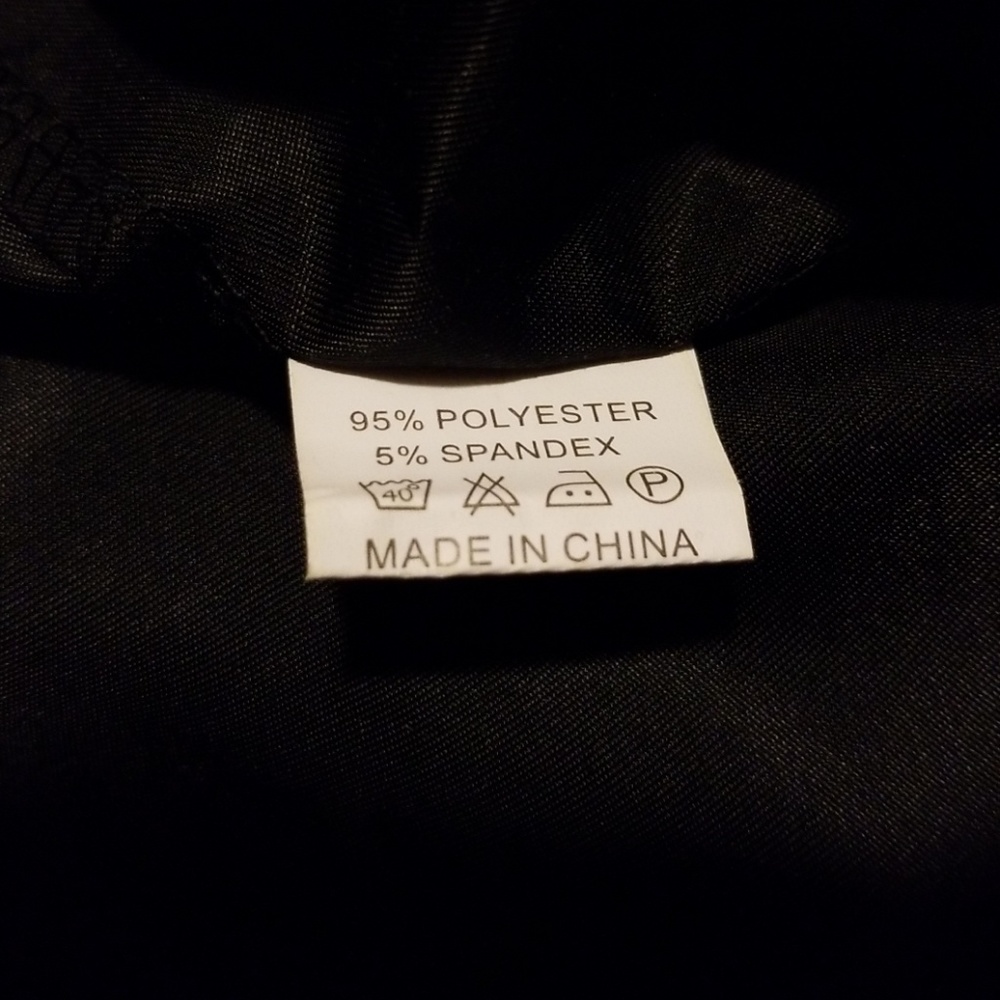 95% POLYESTER
5% SPANDEX
40° P
MADE IN CHINA